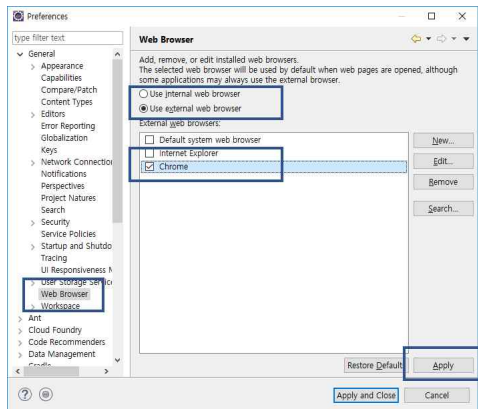 Preferences
type filter text
General
Appearance
Capabilities
Compare/Patch
Content Types
Editors
Error Reporting
Globalization
Keys
Network Connection
Notifications
Perspectives
Project Natures
Search
Security
Service Policies
Startup and Shutdo
Tracing
UI Responsiveness M
User Storage Service
Web Browser
Workspace
Ant
Cloud Foundry
Code Recommenders
Data Management
Gradle
Web Browser
Add, remove, or edit installed web browsers.
The selected web browser will be used by default when web pages are opened, although
some applications may always use the external browser.
Use internal web browser
Use external web browser
External web browsers:
Default system web browser
Internet Explorer
Chrome
New...
Edit...
Remove
Search...
Restore Defaults
Apply
Apply and Close
Cancel